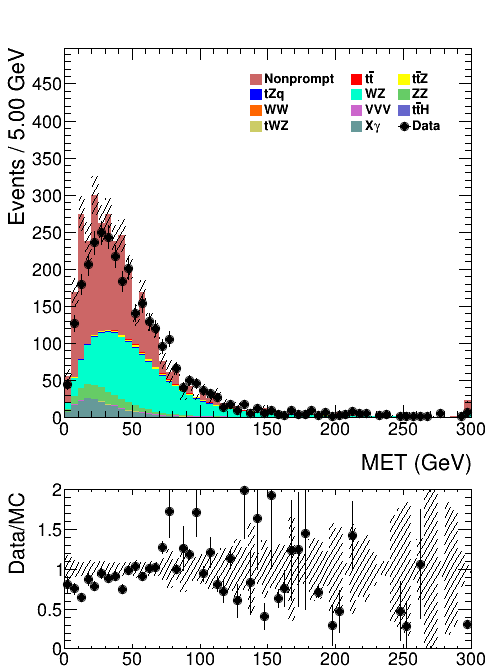 Events / 5.00 GeV
450
400
350
300
250
200
150
100
50
0
Nonprompt tt̄ tt̄Z
tZq WZ ZZ
WW VVV tt̄H
tWZ Xγ Data
0 50 100 150 200 250 300
MET (GeV)
Data/MC
2
1.5
1
0.5
0
0 50 100 150 200 250 300